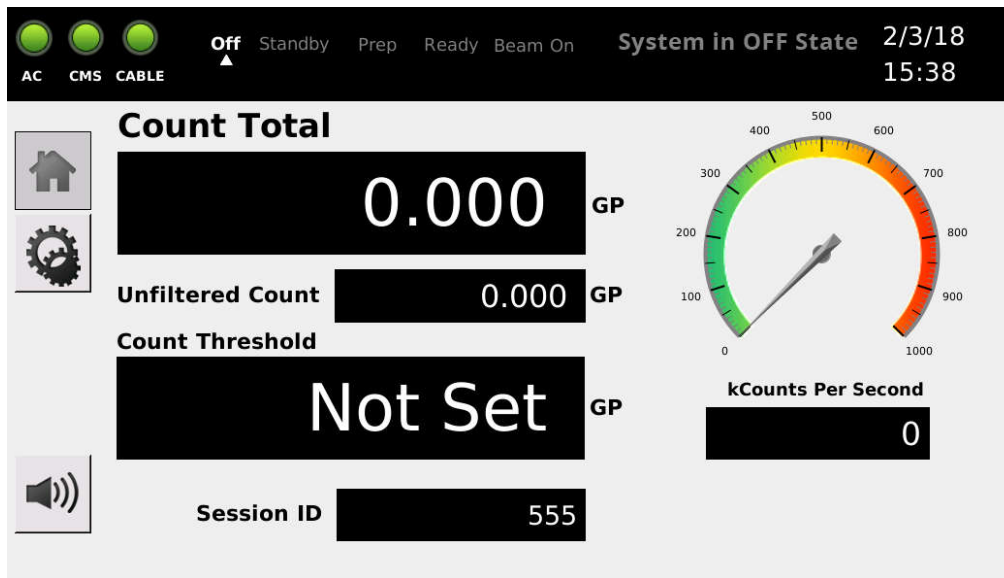 Off Standby Prep Ready Beam On System in OFF State 2/3/18
15:38
AC CMS CABLE
Count Total
0.000 GP
Unfiltered Count 0.000 GP
Count Threshold
Not Set GP
Session ID 555
0 100 200 300 400 500 600 700 800 900 1000
kCounts Per Second
0